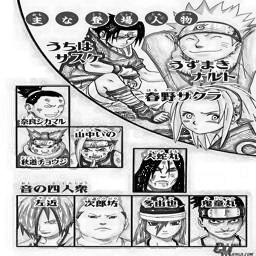 主な登場人物
うちは
サスケ
うずまき
ナルト
春野サクラ
奈良シカマル
山中いの
秋道チョウジ
大蛇丸
音の四人衆
左近
次郎坊
多由也
鬼童丸